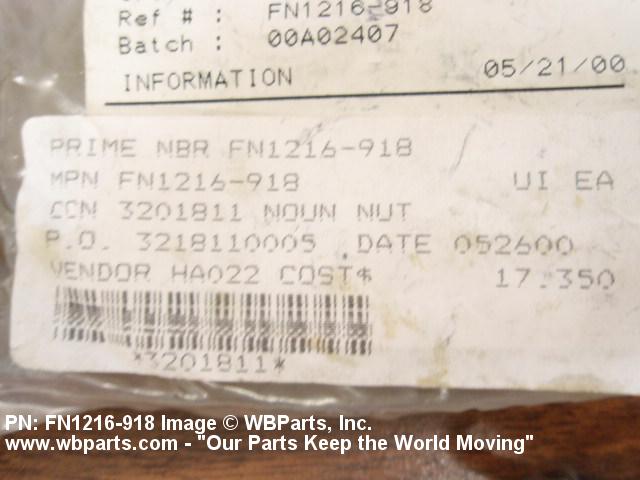 Ref # : FN1216-918
Batch : 00A02407
INFORMATION 05/21/00
PRIME NBR FN1216-918
MPN FN1216-918 UI EA
CCN 3201811 NOUN NUT
P.O. 3218110005 DATE 052600
VENDOR HA022 COST$ 17.350
*3201811*
PN: FN1216-918 Image © WBParts, Inc.
www.wbparts.com - "Our Parts Keep the World Moving"